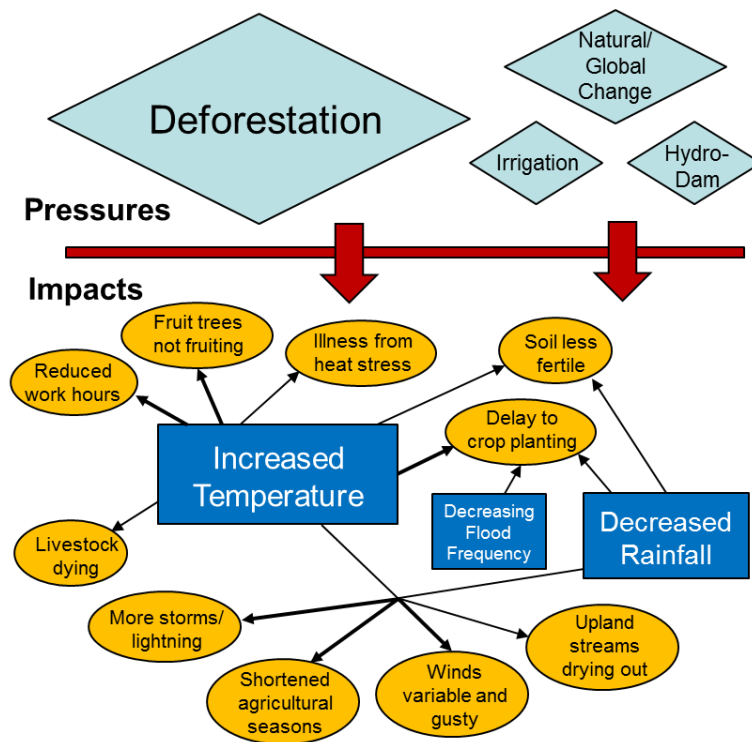 Deforestation
Natural/
Global
Change
Irrigation
Hydro-
Dam
Pressures
Impacts
Fruit trees
not fruiting
Illness from
heat stress
Soil less
fertile
Reduced
work hours
Delay to
crop planting
Increased
Temperature
Decreasing
Flood
Frequency
Decreased
Rainfall
Livestock
dying
More storms/
lightning
Upland
streams
drying out
Shortened
agricultural
seasons
Winds
variable and
gusty